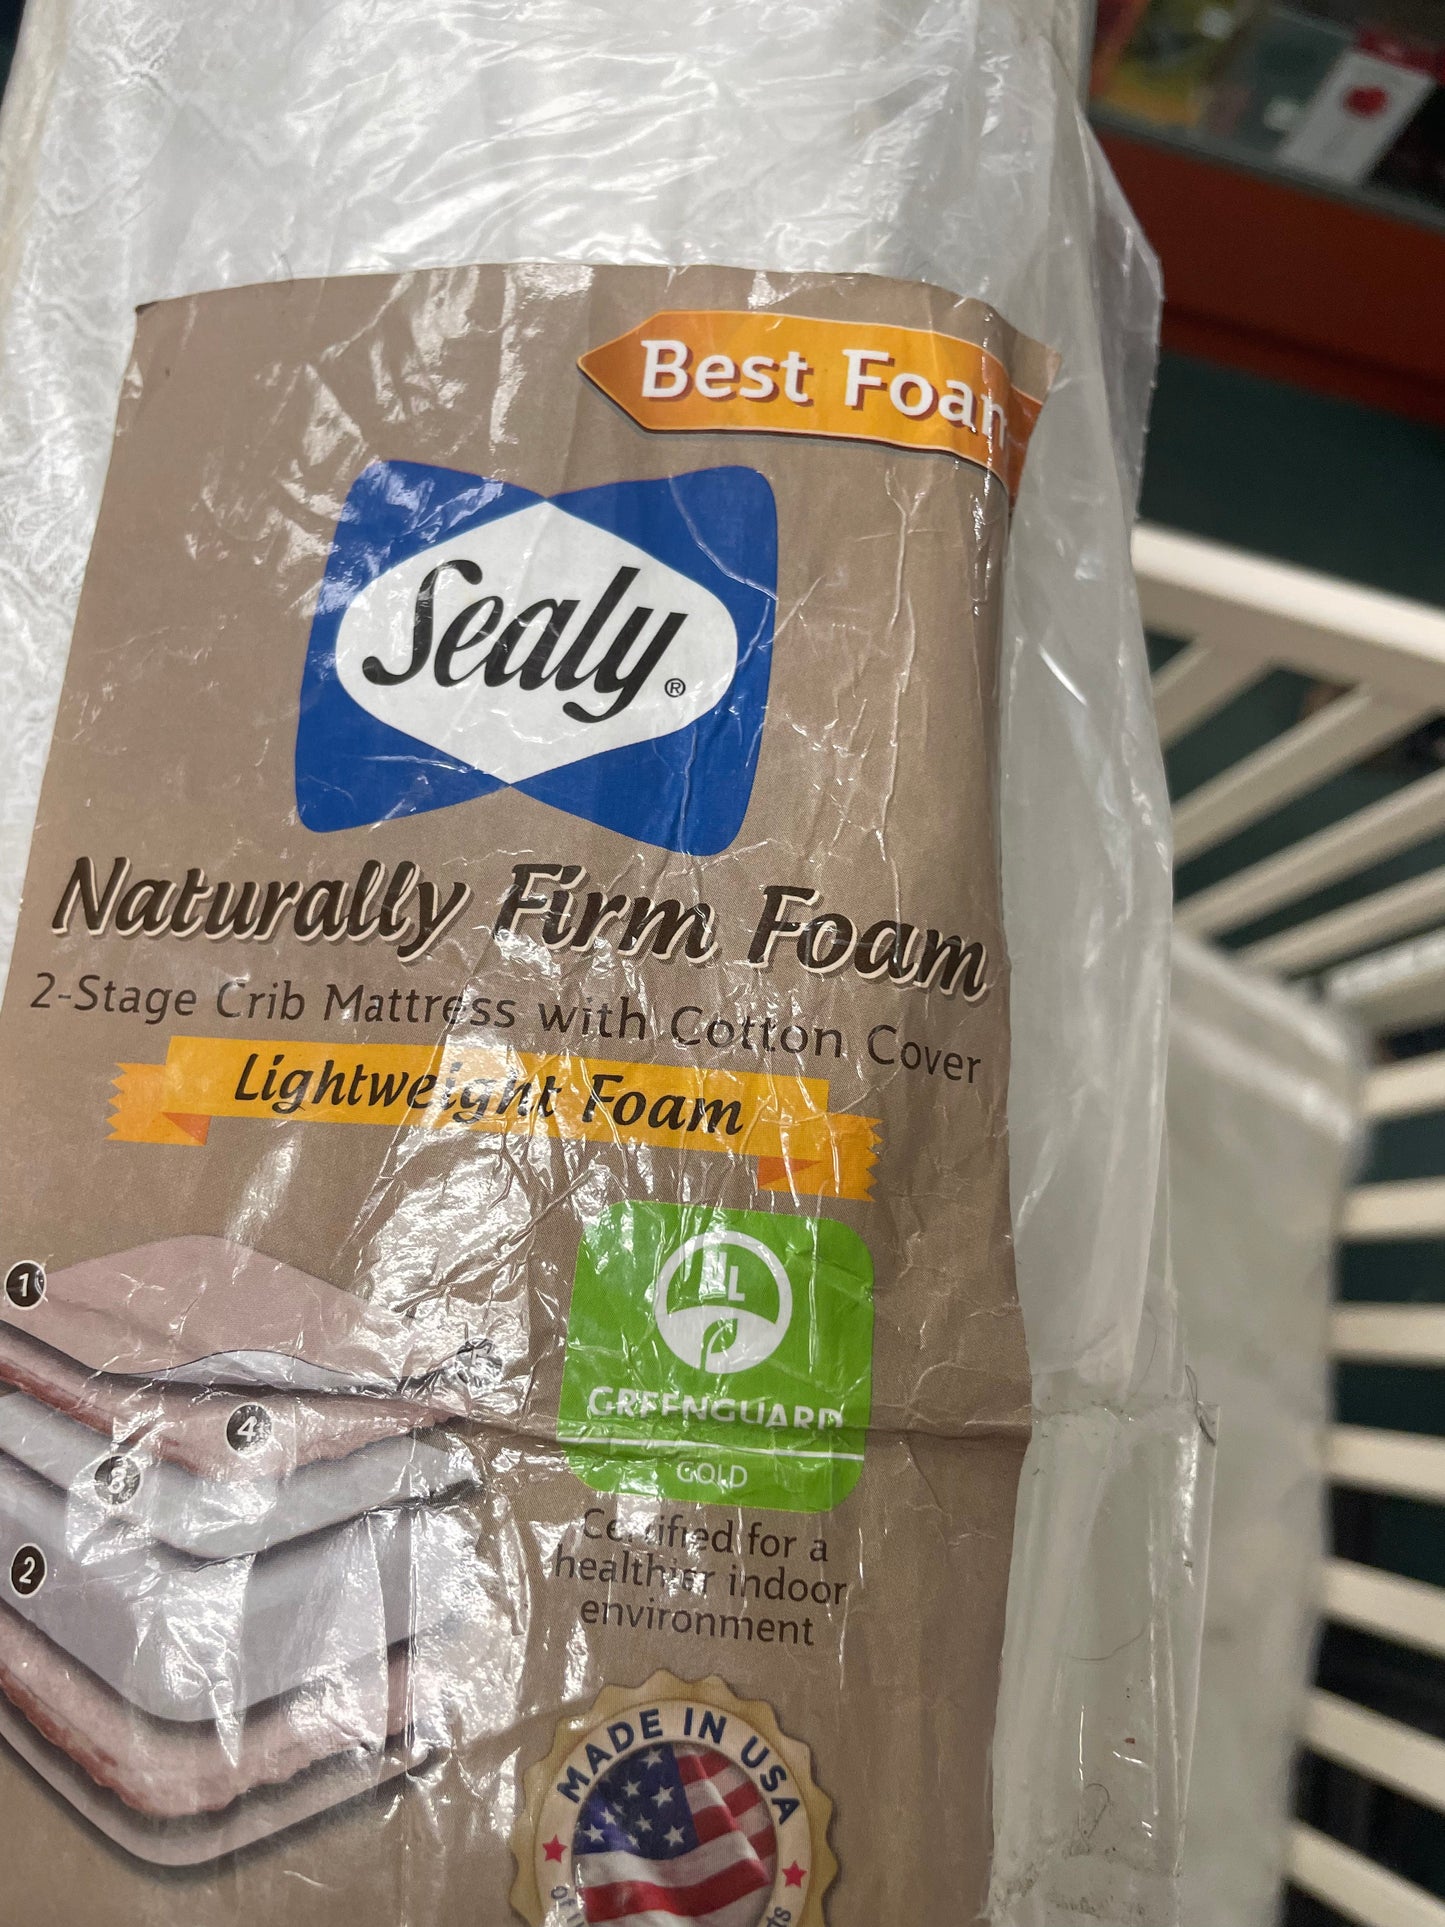 Best Foam
Sealy®
Naturally Firm Foam
2-Stage Crib Mattress with Cotton Cover
Lightweight Foam
1
4
3
2
UL
GREENGUARD
GOLD
Certified for a
healthier indoor
environment
MADE IN USA